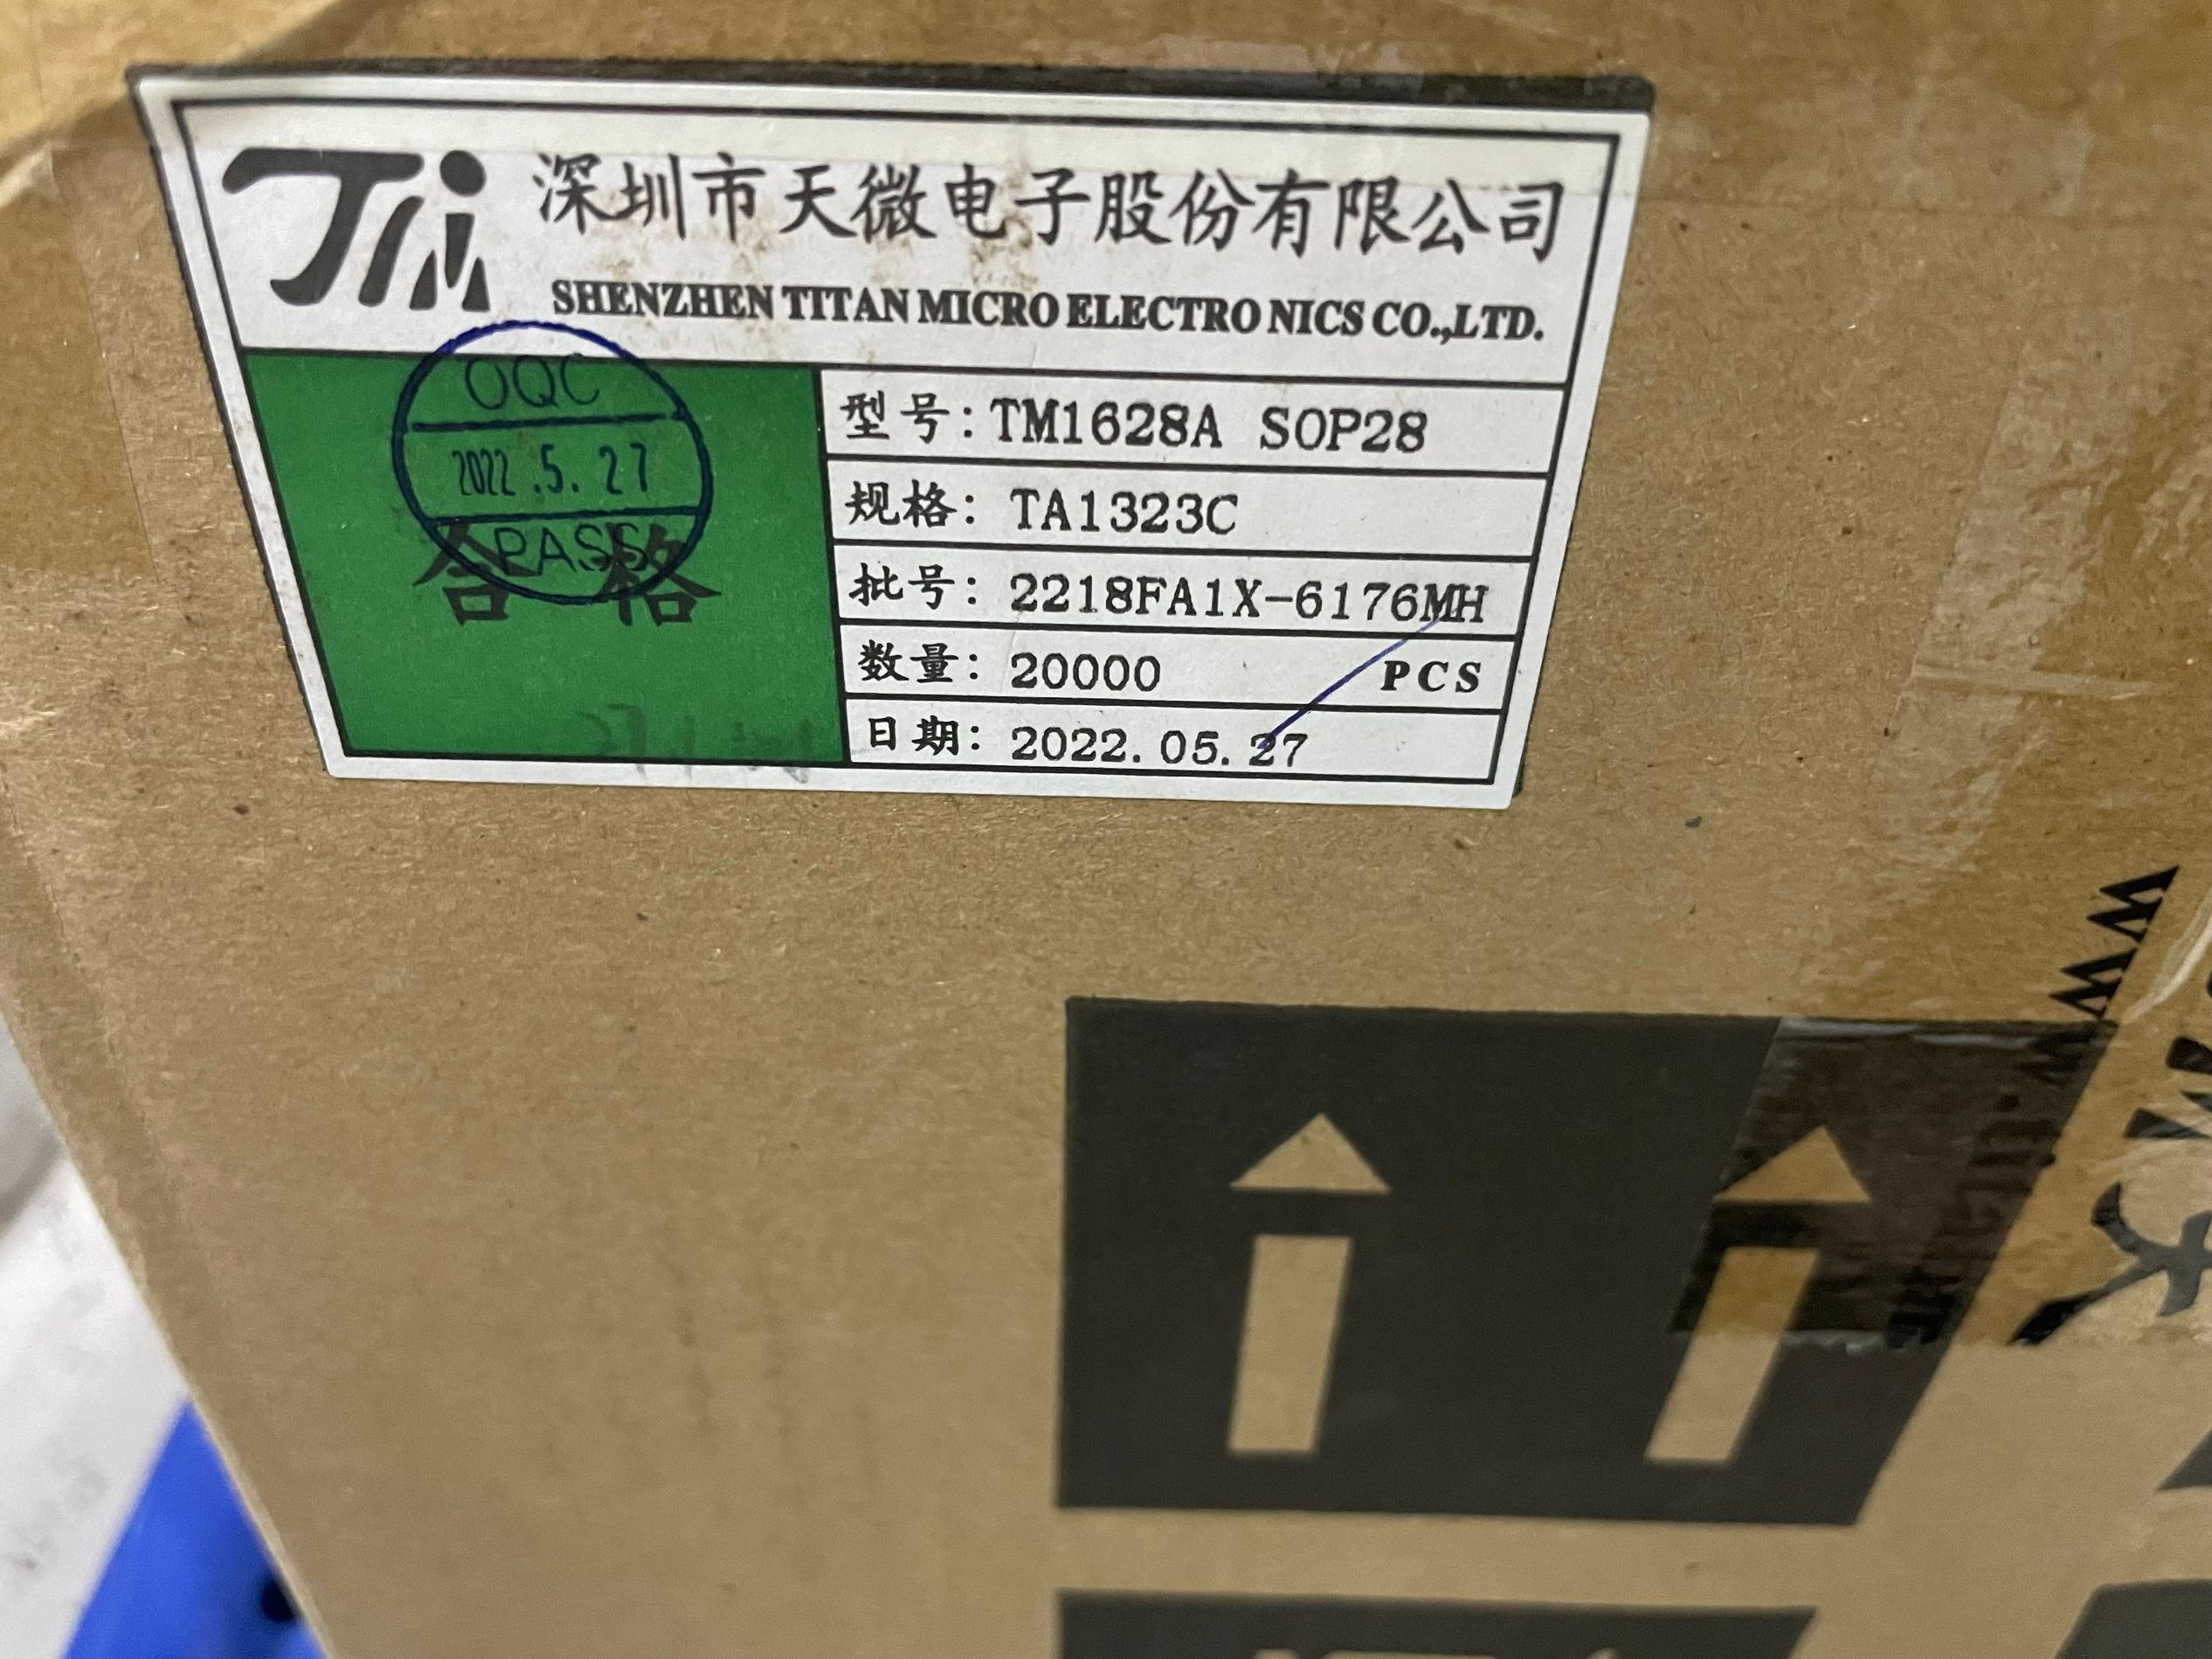 TM
深圳市天微电子股份有限公司
SHENZHEN TITAN MICRO ELECTRONICS CO.,LTD.
OQC
2022.5.27
PASS
合格
型号:TM1628A SOP28
规格: TA1323C
批号: 2218FA1X-6176MH
数量: 20000 PCS
日期: 2022.05.27
WWW